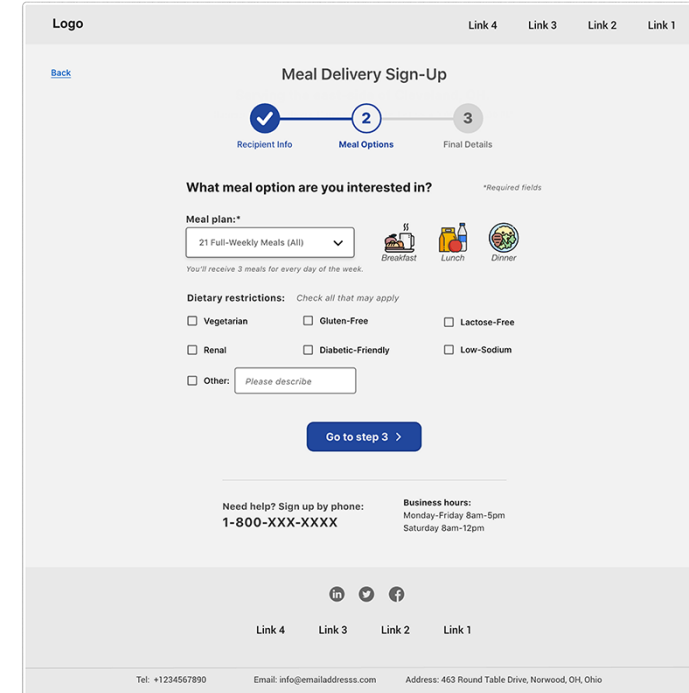 Logo
Link 4 Link 3 Link 2 Link 1
Back
Meal Delivery Sign-Up
2 3
Recipient Info Meal Options Final Details
What meal option are you interested in? *Required fields
Meal plan:*
21 Full-Weekly Meals (All)
Breakfast Lunch Dinner
You'll receive 3 meals for every day of the week.
Dietary restrictions: Check all that may apply
Vegetarian Gluten-Free Lactose-Free
Renal Diabetic-Friendly Low-Sodium
Other: Please describe
Go to step 3 >
Need help? Sign up by phone:
1-800-XXX-XXXX
Business hours:
Monday-Friday 8am-5pm
Saturday 8am-12pm
in f
Link 4 Link 3 Link 2 Link 1
Tel: +1234567890 Email: info@emailaddresss.com Address: 463 Round Table Drive, Norwood, OH, Ohio